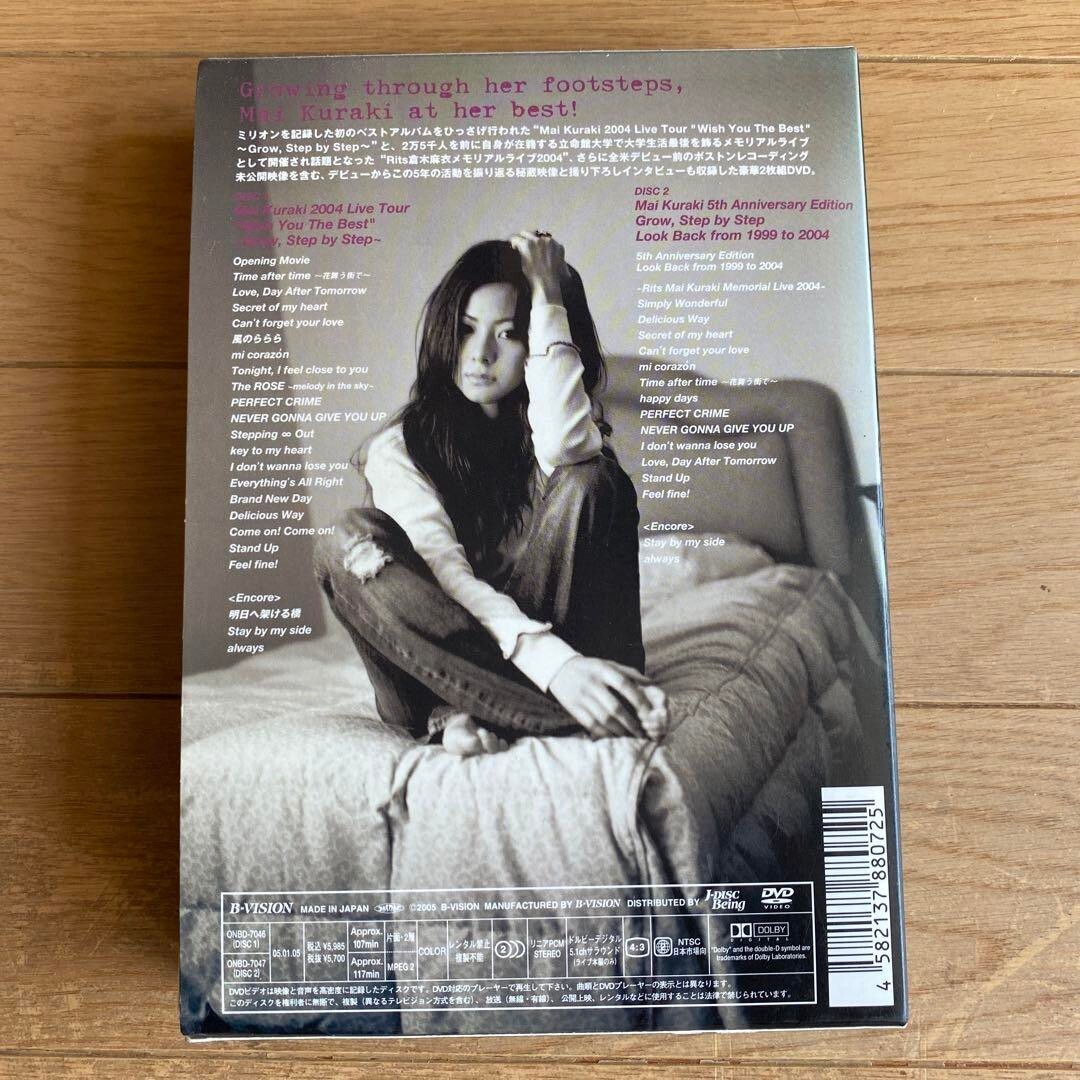 Growing through her footsteps,
Mai Kuraki at her best!
ミリオンを記録した初のベストアルバムをひっさげ行われた“Mai Kuraki 2004 Live Tour "Wish You The Best"
〜Grow, Step by Step〜”と、2万5千人を前に自身が在籍する立命館大学で大学生活最後を飾るメモリアルライブ
として開催され話題となった “Rits倉木麻衣メモリアルライブ2004”、さらに全米デビュー前のボストンレコーディング
未公開映像を含む、デビューからこの5年の活動を振り返る秘蔵映像と撮り下ろしインタビューも収録した豪華2枚組DVD。
DISC 1
Mai Kuraki 2004 Live Tour
"Wish You The Best"
~Grow, Step by Step~
Opening Movie
Time after time 〜花舞う街で〜
Love, Day After Tomorrow
Secret of my heart
Can't forget your love
風のららら
mi corazón
Tonight, I feel close to you
The ROSE ~melody in the sky~
PERFECT CRIME
NEVER GONNA GIVE YOU UP
Stepping ∞ Out
key to my heart
I don't wanna lose you
Everything's All Right
Brand New Day
Delicious Way
Come on! Come on!
Stand Up
Feel fine!
<Encore>
明日へ架ける橋
Stay by my side
always
DISC 2
Mai Kuraki 5th Anniversary Edition
Grow, Step by Step
Look Back from 1999 to 2004
5th Anniversary Edition
Look Back from 1999 to 2004
-Rits Mai Kuraki Memorial Live 2004-
Simply Wonderful
Delicious Way
Secret of my heart
Can't forget your love
mi corazón
Time after time 〜花舞う街で〜
happy days
PERFECT CRIME
NEVER GONNA GIVE YOU UP
I don't wanna lose you
Love, Day After Tomorrow
Stand Up
Feel fine!
<Encore>
Stay by my side
always
B-VISION MADE IN JAPAN ©2005 B-VISION MANUFACTURED BY B-VISION DISTRIBUTED BY J-DISC Being DVD VIDEO
ONBD-7046
(DISC 1)
ONBD-7047
(DISC 2)
05.01.05
税込 ¥5,985
税抜 ¥5,700
Approx.
107min
Approx.
117min
片面・2層
MPEG 2
COLOR
レンタル禁止
複製不能
2
リニアPCM
STEREO
ドルビーデジタル
5.1chサラウンド
(ライブ本編のみ)
4:3
2
NTSC
日本市場向
DOLBY
DIGITAL
"Dolby" and the double-D symbol are
trademarks of Dolby Laboratories.
DVDビデオは映像と音声を高密度に記録したディスクです。DVD対応のプレーヤーで再生して下さい。曲順とDVDプレーヤーの表示とは異なります。
このディスクを権利者に無断で、複製（異なるテレビジョン方式を含む）、放送（無線・有線）、公開上映、レンタルなどに使用することは法律で禁じられています。
4 582137 880725